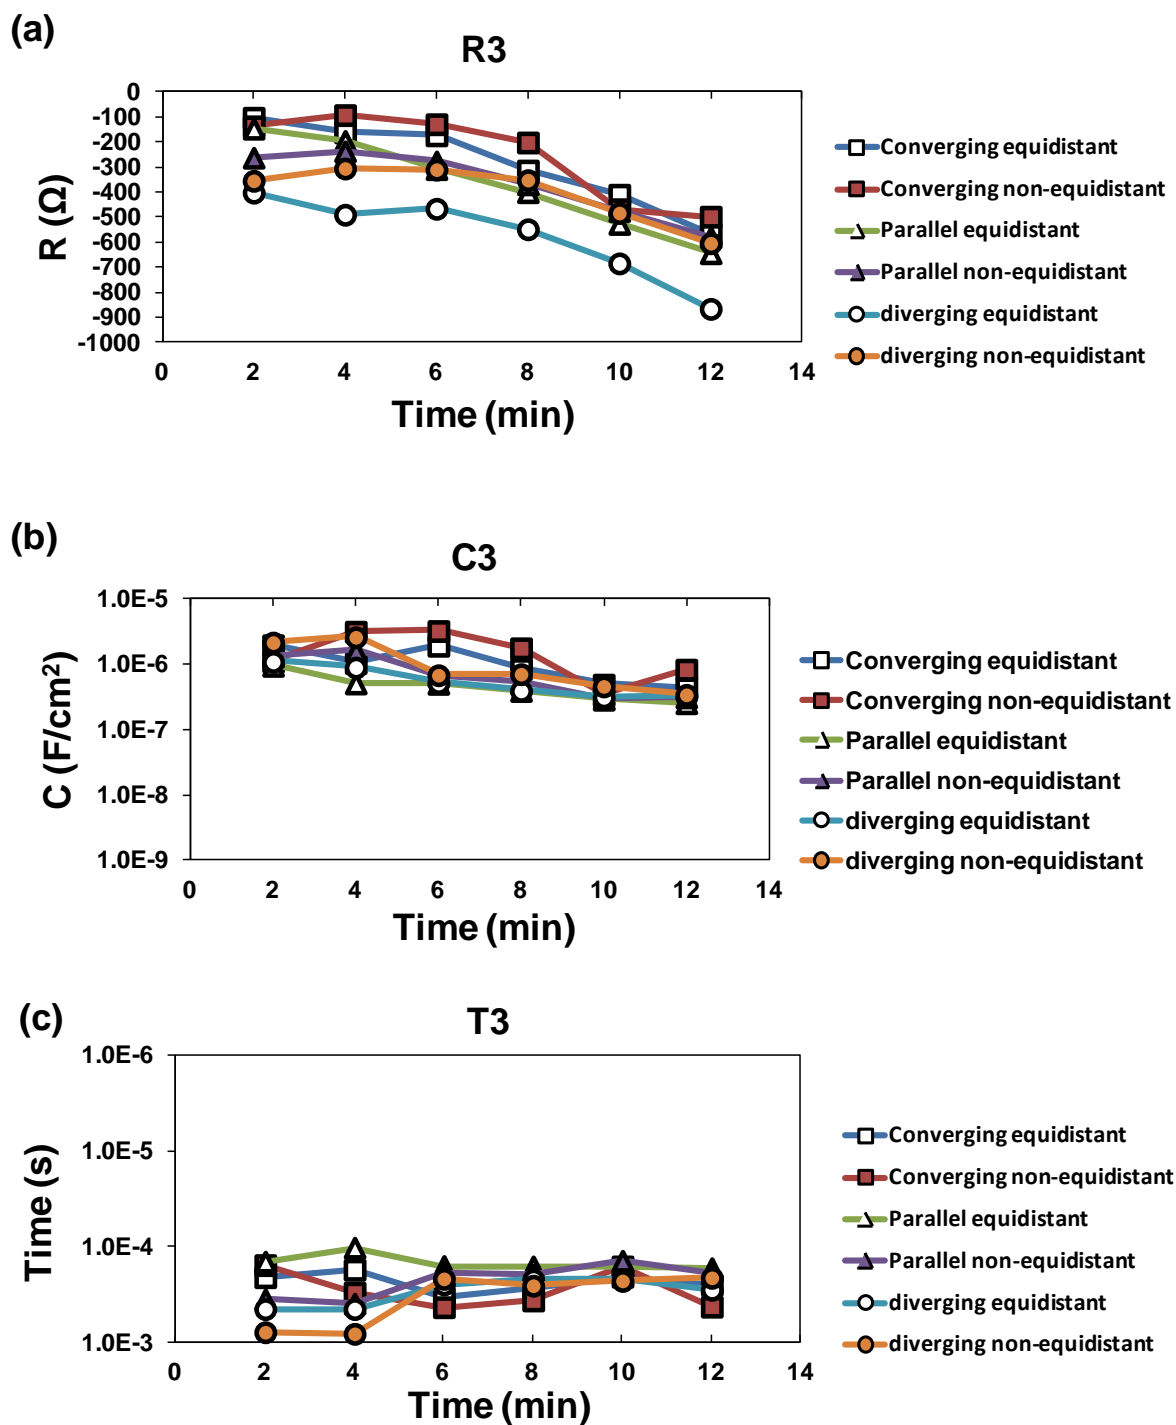 (a)
R3
0
-100
-200
-300
-400
-500
-600
-700
-800
-900
-1000
R (Ω)
0 2 4 6 8 10 12 14
Time (min)
Converging equidistant
Converging non-equidistant
Parallel equidistant
Parallel non-equidistant
diverging equidistant
diverging non-equidistant
(b)
C3
1.0E-5
1.0E-6
1.0E-7
1.0E-8
1.0E-9
C (F/cm²)
0 2 4 6 8 10 12 14
Time (min)
Converging equidistant
Converging non-equidistant
Parallel equidistant
Parallel non-equidistant
diverging equidistant
diverging non-equidistant
(c)
T3
1.0E-6
1.0E-5
1.0E-4
1.0E-3
Time (s)
0 2 4 6 8 10 12 14
Time (min)
Converging equidistant
Converging non-equidistant
Parallel equidistant
Parallel non-equidistant
diverging equidistant
diverging non-equidistant